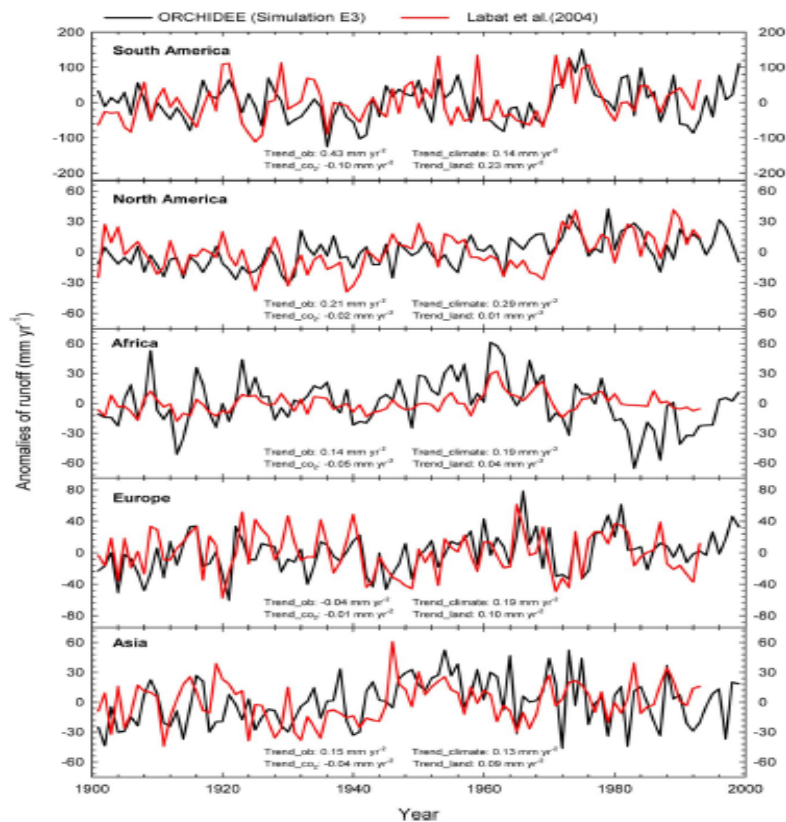 ORCHIDEE (Simulation E3) Labat et al.(2004)
200 South America 200
100 100
0 0
-100 -100
-200 -200
Trend_ob: 0.43 mm yr⁻² Trend_climate: 0.14 mm yr⁻²
Trend_co₂: -0.10 mm yr⁻² Trend_land: 0.23 mm yr⁻²
North America
60 60
30 30
0 0
-30 -30
-60 -60
Trend_ob: 0.21 mm yr⁻² Trend_climate: 0.29 mm yr⁻²
Trend_co₂: -0.02 mm yr⁻² Trend_land: 0.01 mm yr⁻²
Africa
60 60
30 30
0 0
-30 -30
-60 -60
Trend_ob: 0.14 mm yr⁻² Trend_climate: 0.19 mm yr⁻²
Trend_co₂: -0.05 mm yr⁻² Trend_land: 0.04 mm yr⁻²
Europe
80 80
40 40
0 0
-40 -40
-80 -80
Trend_ob: -0.04 mm yr⁻² Trend_climate: 0.19 mm yr⁻²
Trend_co₂: -0.01 mm yr⁻² Trend_land: 0.10 mm yr⁻²
Asia
60 60
30 30
0 0
-30 -30
-60 -60
Trend_ob: 0.15 mm yr⁻² Trend_climate: 0.13 mm yr⁻²
Trend_co₂: -0.04 mm yr⁻² Trend_land: 0.09 mm yr⁻²
1900 1920 1940 1960 1980 2000
Year
Anomalies of runoff (mm yr⁻¹)